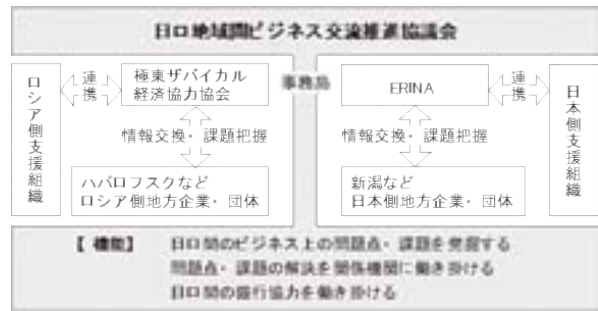 日ロ地域間ビジネス交流推進協議会
事務局
ロシア側支援組織
連携
極東ザバイカル
経済協力協会
情報交換・課題把握
ハバロフスクなど
ロシア側地方企業・団体
ERINA
連携
日本側支援組織
情報交換・課題把握
新潟など
日本側地方企業・団体
【機能】 日ロ間のビジネス上の問題点・課題を発掘する
問題点・課題の解決を関係機関に働き掛ける
日ロ間の銀行協力を働き掛ける